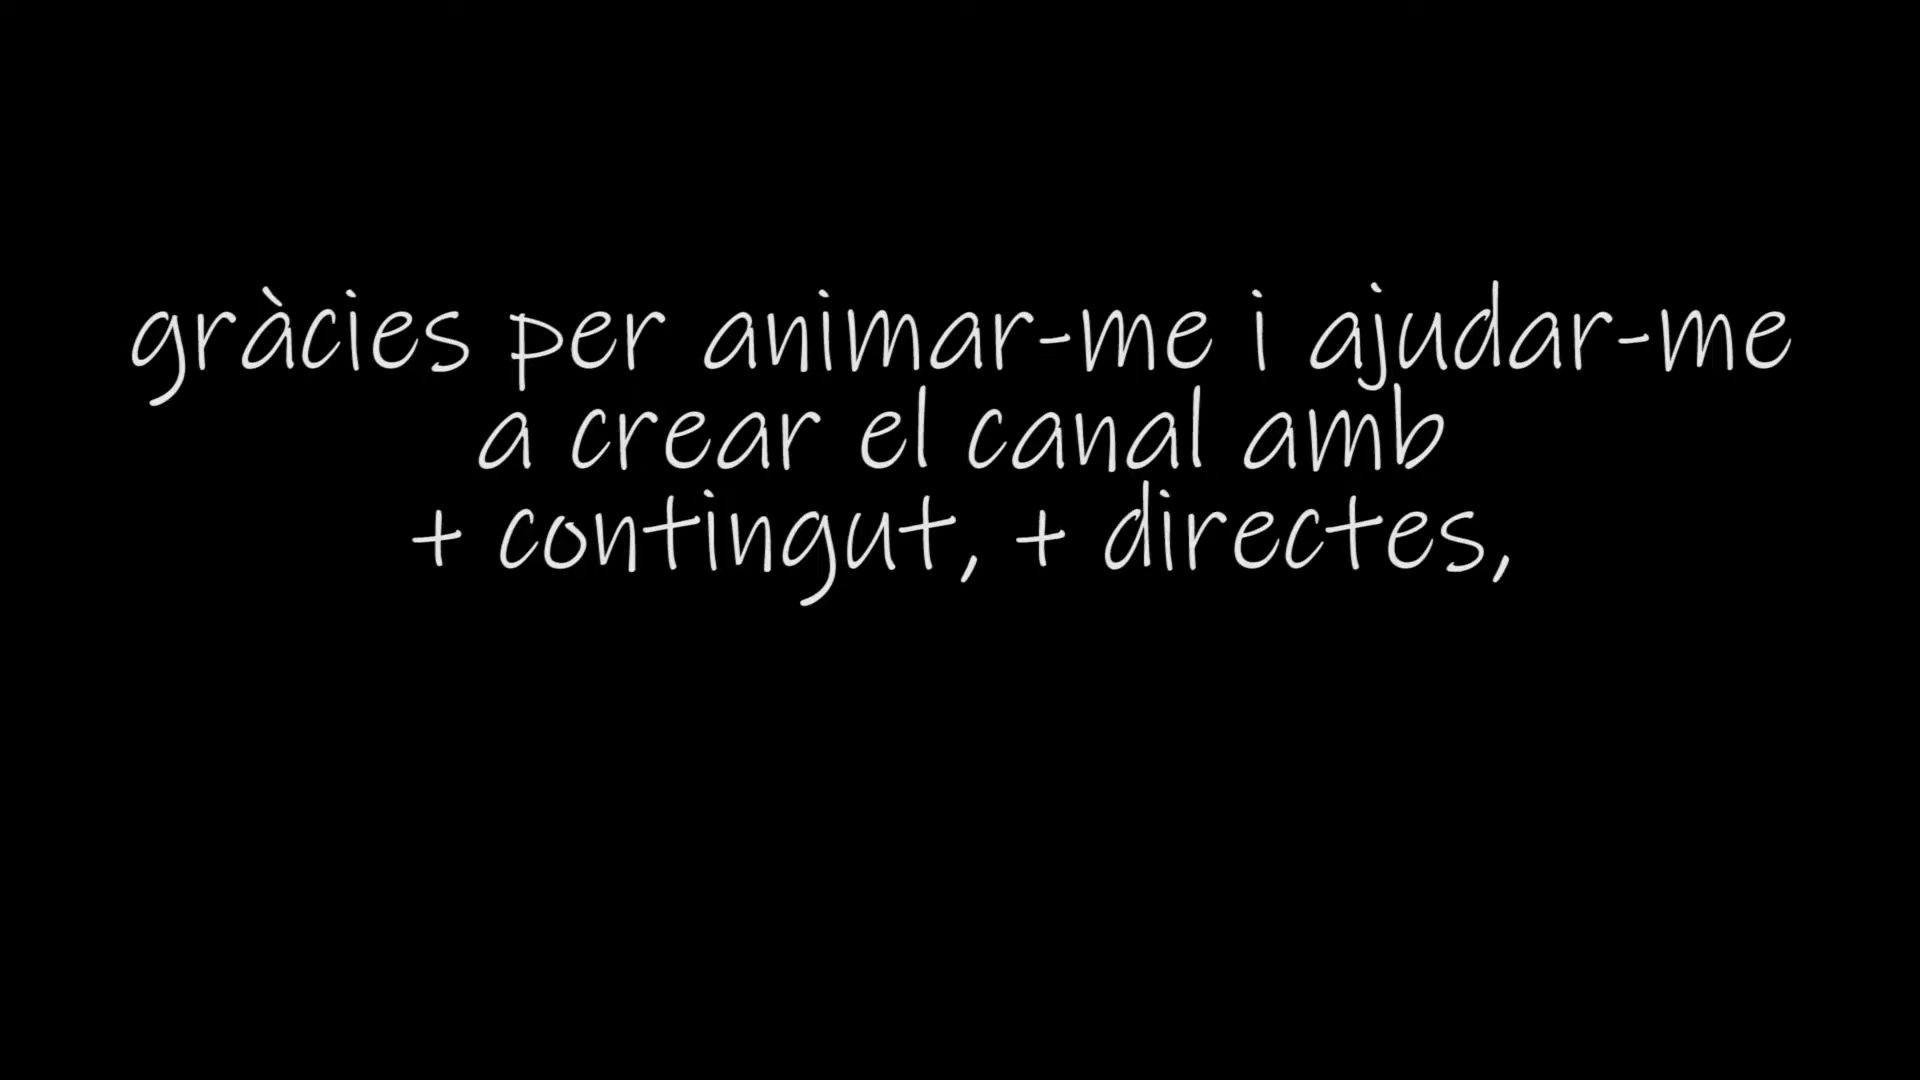 gràcies per animar-me i ajudar-me
a crear el canal amb
+ contingut, + directes,